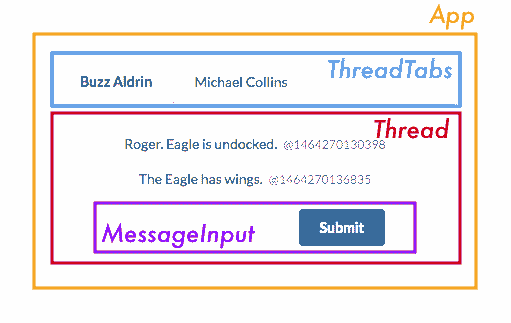 App
ThreadTabs
Buzz Aldrin Michael Collins
Thread
Roger. Eagle is undocked. @1464270130398
The Eagle has wings. @1464270136835
MessageInput Submit